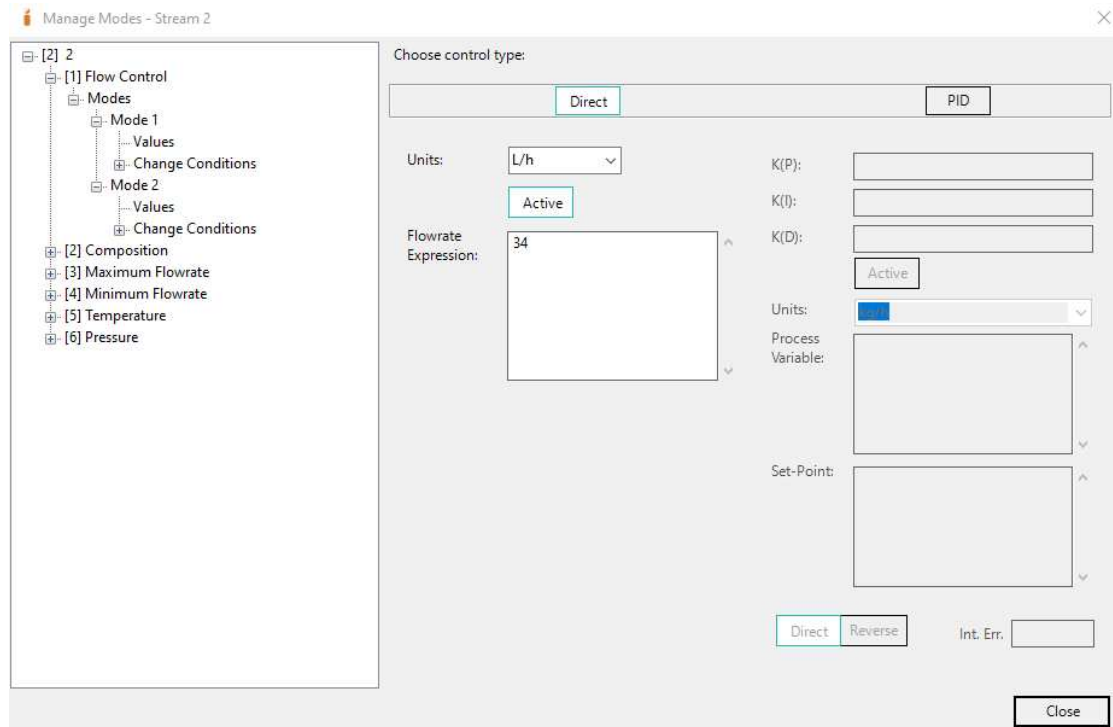 Manage Modes - Stream 2
[2] 2
[1] Flow Control
Modes
Mode 1
Values
Change Conditions
Mode 2
Values
Change Conditions
[2] Composition
[3] Maximum Flowrate
[4] Minimum Flowrate
[5] Temperature
[6] Pressure
Choose control type:
Direct PID
Units: L/h
Active
Flowrate
Expression:
34
K(P):
K(I):
K(D):
Active
Units:
Process
Variable:
Set-Point:
Direct Reverse Int. Err.
Close